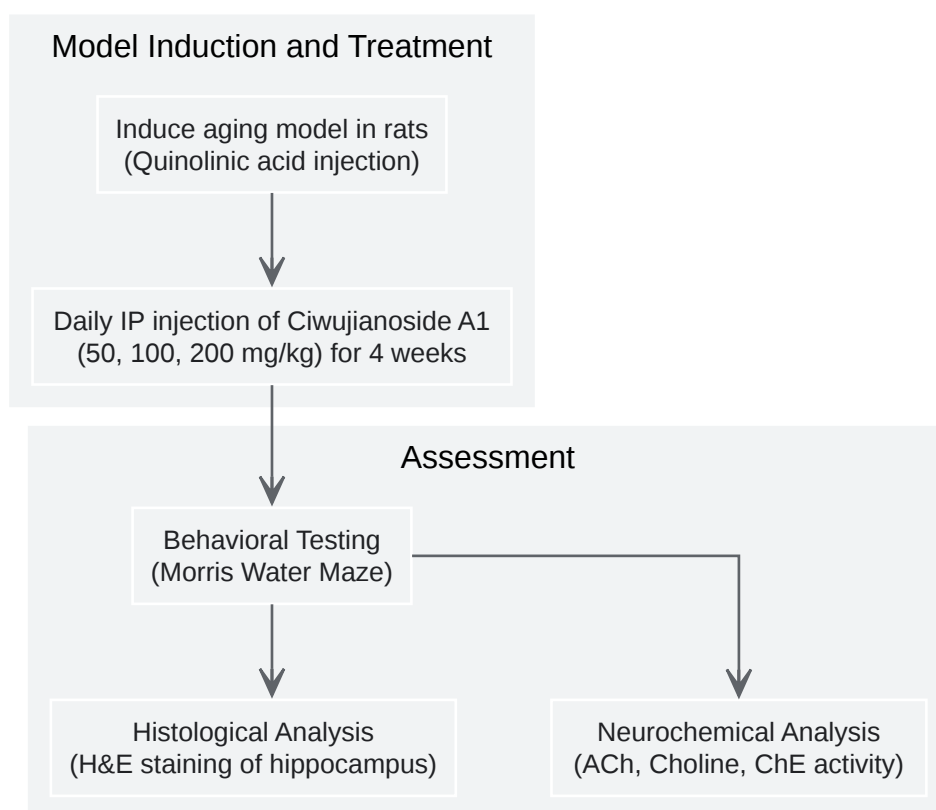 Model Induction and Treatment
Induce aging model in rats
(Quinolinic acid injection)
Daily IP injection of Ciwujianoside A1
(50, 100, 200 mg/kg) for 4 weeks
Assessment
Behavioral Testing
(Morris Water Maze)
Histological Analysis
(H&E staining of hippocampus)
Neurochemical Analysis
(ACh, Choline, ChE activity)